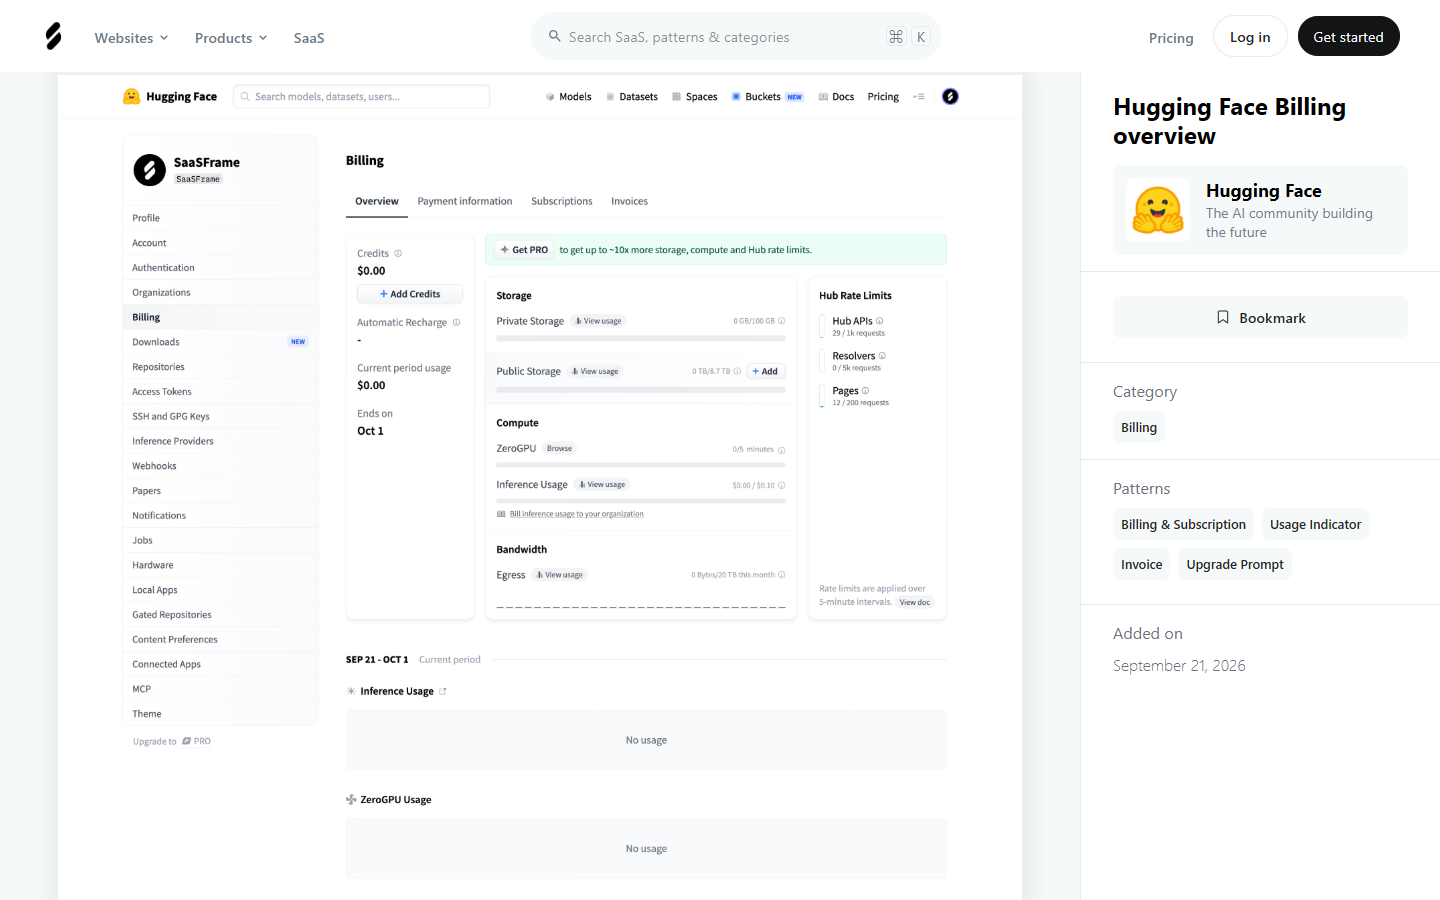 Websites
Products
SaaS
Search SaaS, patterns & categories
⌘ K
Pricing
Log in
Get started
Hugging Face
Search models, datasets, users...
Models
Datasets
Spaces
Buckets NEW
Docs
Pricing
SaaSFrame
SaaSFrame
Profile
Account
Authentication
Organizations
Billing
Downloads NEW
Repositories
Access Tokens
SSH and GPG Keys
Inference Providers
Webhooks
Papers
Notifications
Jobs
Hardware
Local Apps
Gated Repositories
Content Preferences
Connected Apps
MCP
Theme
Upgrade to PRO
Billing
Overview
Payment information
Subscriptions
Invoices
Credits
$0.00
+ Add Credits
Automatic Recharge
-
Current period usage
$0.00
Ends on
Oct 1
Get PRO to get up to ~10x more storage, compute and Hub rate limits.
Storage
Private Storage View usage 0 GB/100 GB
Public Storage View usage 0 TB/8.7 TB + Add
Compute
ZeroGPU Browse 0/5 minutes
Inference Usage View usage $0.00 / $0.10
Bill inference usage to your organization
Bandwidth
Egress View usage 0 Bytes/20 TB this month
Hub Rate Limits
Hub APIs
29 / 1k requests
Resolvers
0 / 5k requests
Pages
12 / 200 requests
Rate limits are applied over
5-minute intervals. View doc
SEP 21 - OCT 1 Current period
Inference Usage
No usage
ZeroGPU Usage
No usage
Hugging Face Billing
overview
Hugging Face
The AI community building
the future
Bookmark
Category
Billing
Patterns
Billing & Subscription
Usage Indicator
Invoice
Upgrade Prompt
Added on
September 21, 2026